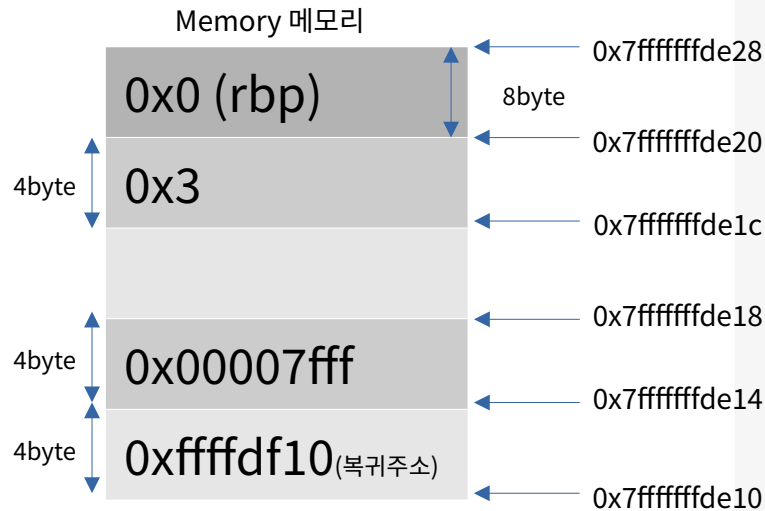 Memory 메모리
0x7fffffffde28
0x0 (rbp)
8byte
0x7fffffffde20
4byte
0x3
0x7fffffffde1c
0x7fffffffde18
4byte
0x00007fff
0x7fffffffde14
4byte
0xffffdf10(복귀주소)
0x7fffffffde10